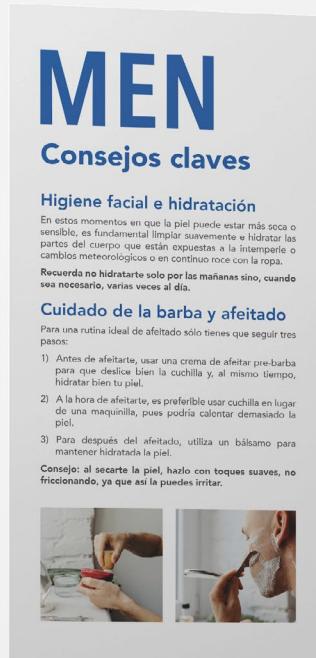 MEN
Consejos claves
Higiene facial e hidratación
En estos momentos en que la piel puede estar más seca o
sensible, es fundamental limpiar suavemente e hidratar las
partes del cuerpo que están expuestas a la intemperie o
cambios meteorológicos o en continuo roce con la ropa.
Recuerda no hidratarte solo por las mañanas sino, cuando
sea necesario, varias veces al día.
Cuidado de la barba y afeitado
Para una rutina ideal de afeitado sólo tienes que seguir tres
pasos:
1) Antes de afeitarte, usar una crema de afeitar pre-barba
para que deslice bien la cuchilla y, al mismo tiempo,
hidratar bien tu piel.
2) A la hora de afeitarte, es preferible usar cuchilla en lugar
de una maquinilla, pues podría calentar demasiado la
piel.
3) Para después del afeitado, utiliza un bálsamo para
mantener hidratada la piel.
Consejo: al secarte la piel, hazlo con toques suaves, no
friccionando, ya que así la puedes irritar.